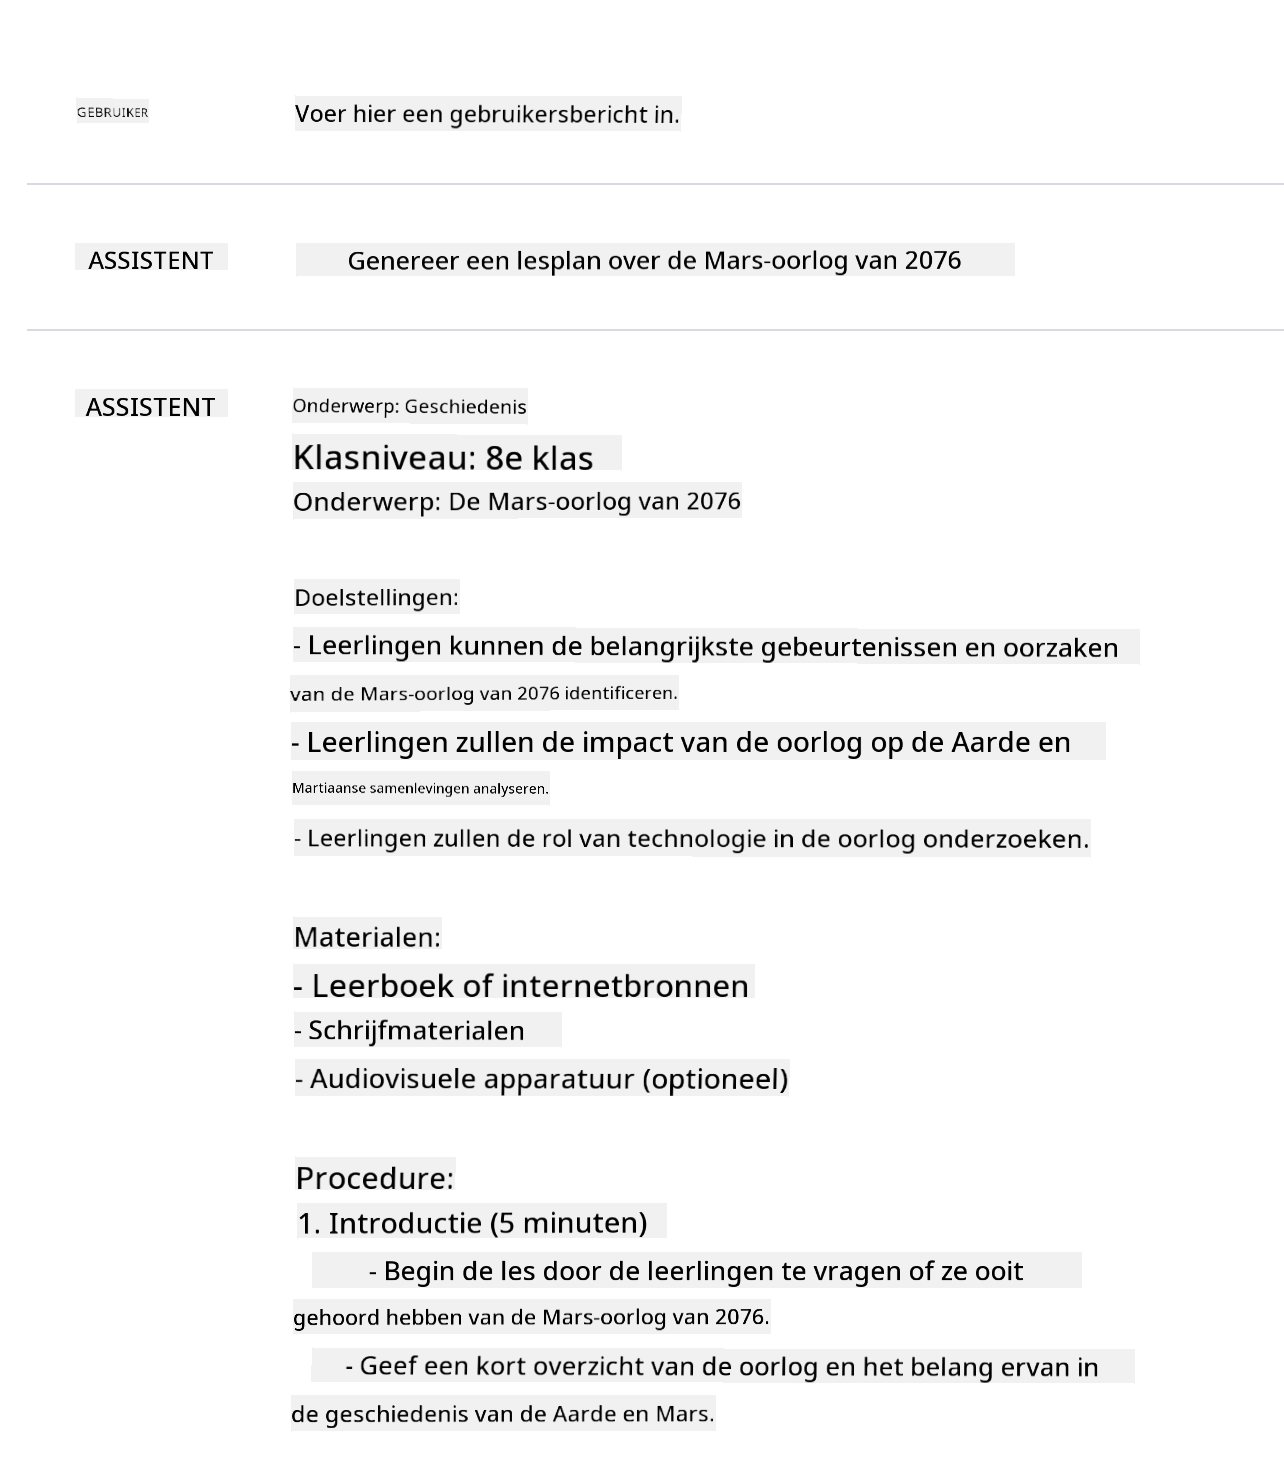 GEBRUIKER
Voer hier een gebruikersbericht in.
ASSISTENT
Genereer een lesplan over de Mars-oorlog van 2076
ASSISTENT
Onderwerp: Geschiedenis
Klasniveau: 8e klas
Onderwerp: De Mars-oorlog van 2076
Doelstellingen:
- Leerlingen kunnen de belangrijkste gebeurtenissen en oorzaken
van de Mars-oorlog van 2076 identificeren.
- Leerlingen zullen de impact van de oorlog op de Aarde en
Martiaanse samenlevingen analyseren.
- Leerlingen zullen de rol van technologie in de oorlog onderzoeken.
Materialen:
- Leerboek of internetbronnen
- Schrijfmaterialen
- Audiovisuele apparatuur (optioneel)
Procedure:
1. Introductie (5 minuten)
- Begin de les door de leerlingen te vragen of ze ooit
gehoord hebben van de Mars-oorlog van 2076.
- Geef een kort overzicht van de oorlog en het belang ervan in
de geschiedenis van de Aarde en Mars.